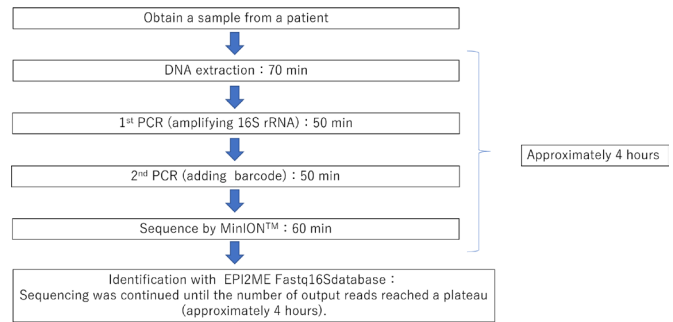 Obtain a sample from a patient
DNA extraction：70 min
1st PCR (amplifying 16S rRNA)：50 min
2nd PCR (adding barcode)：50 min
Sequence by MinION™：60 min
Approximately 4 hours
Identification with EPI2ME Fastq16Sdatabase：
Sequencing was continued until the number of output reads reached a plateau
(approximately 4 hours).